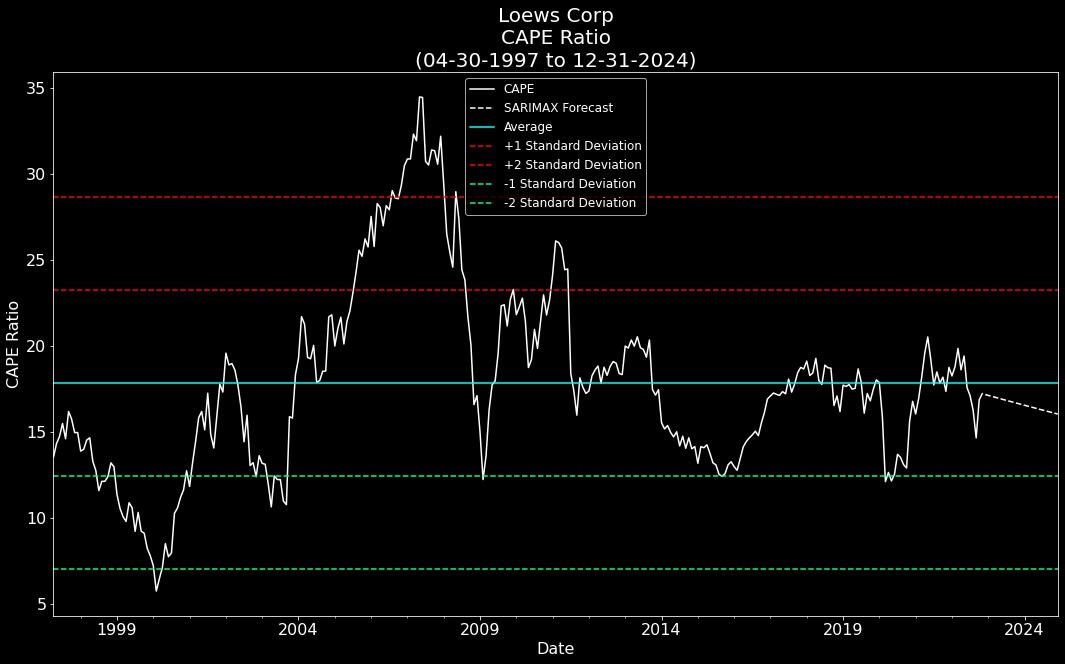 Loews Corp
CAPE Ratio
(04-30-1997 to 12-31-2024)
CAPE
SARIMAX Forecast
Average
+1 Standard Deviation
+2 Standard Deviation
-1 Standard Deviation
-2 Standard Deviation
CAPE Ratio
35
30
25
20
15
10
5
1999 2004 2009 2014 2019 2024
Date